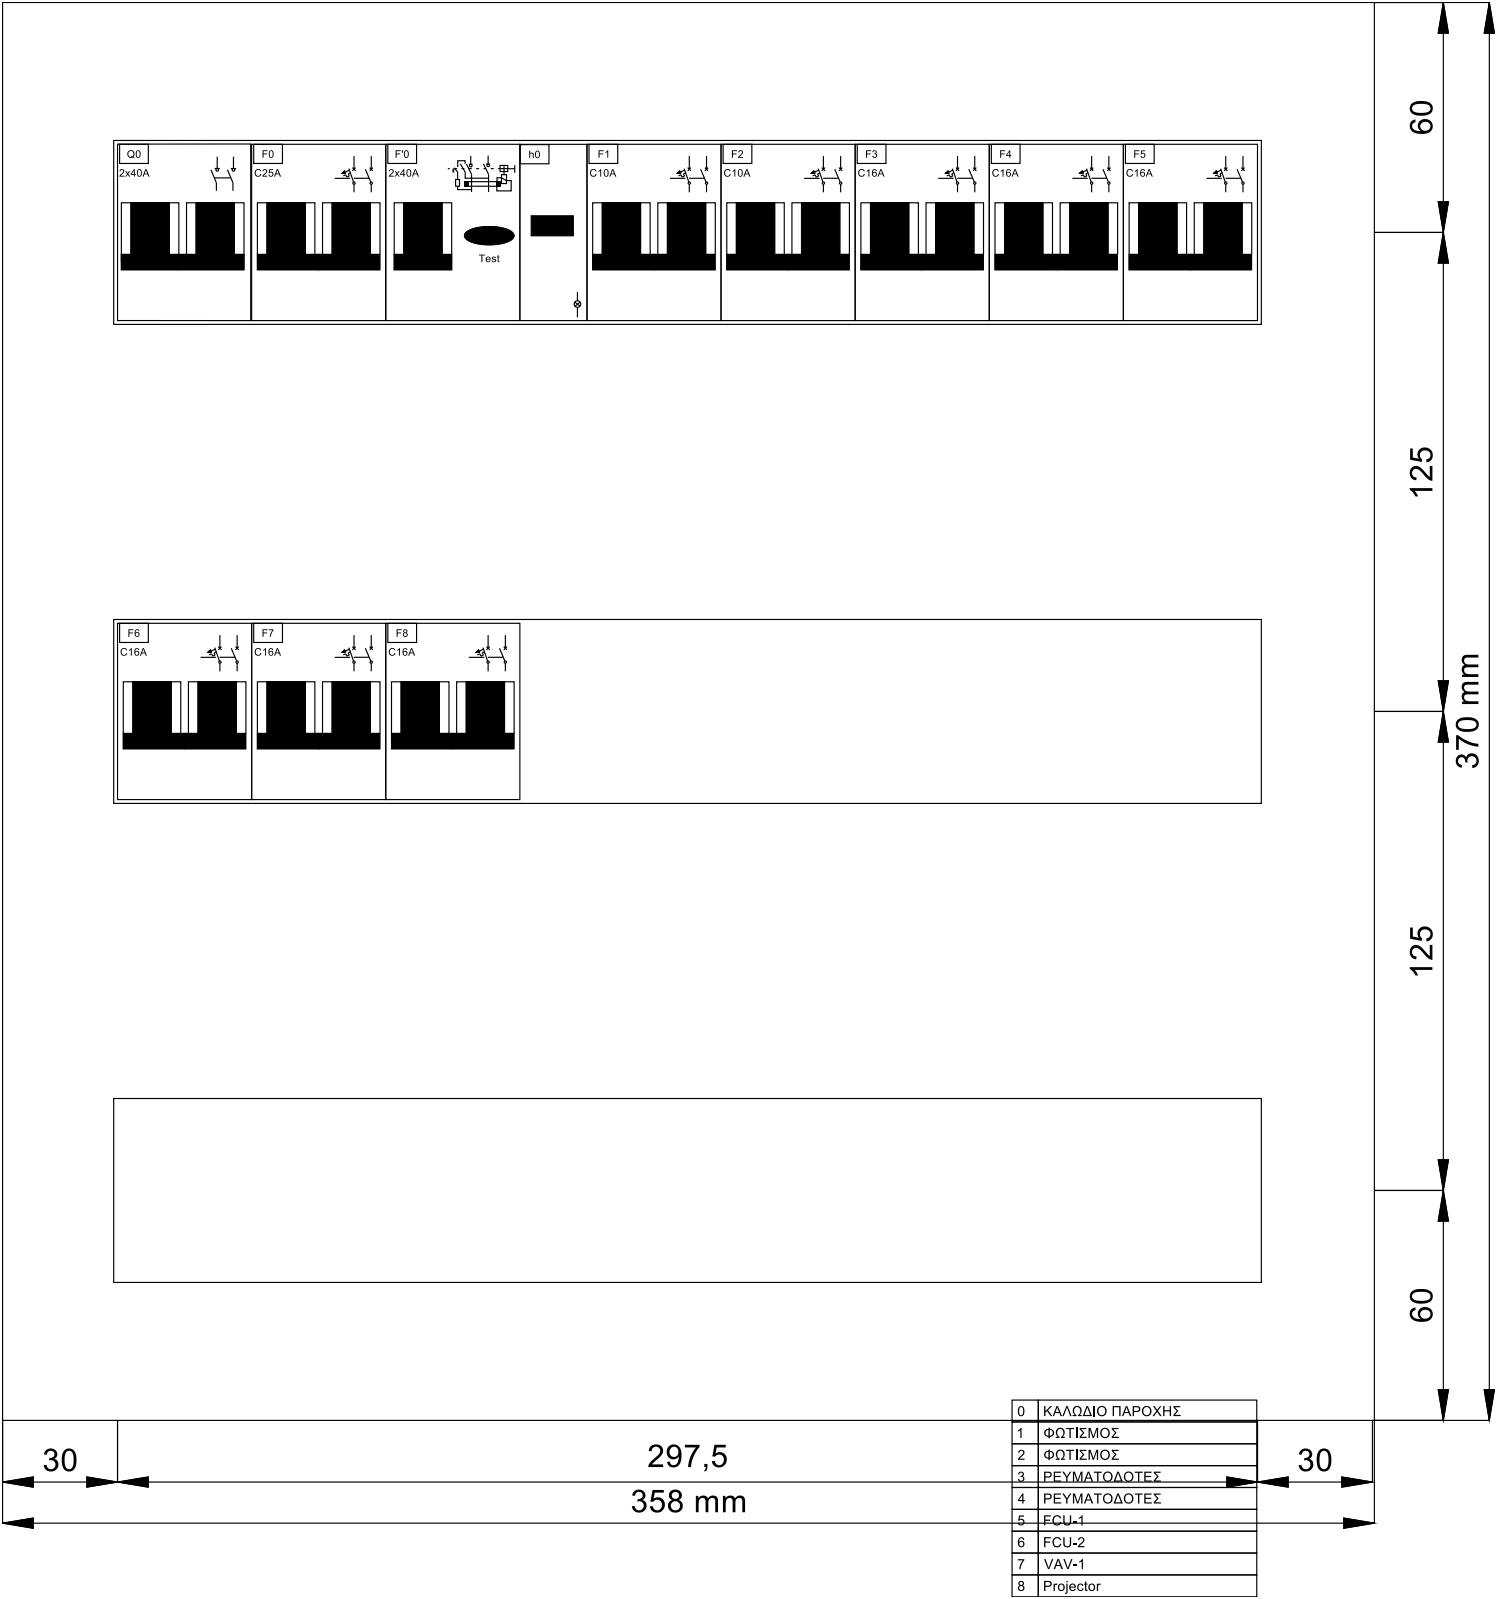 60
Q0
F0
F'0
h0
F1
F2
F3
F4
F5
2x40A
C25A
2x40A
C10A
C10A
C16A
C16A
C16A
Test
125
F6
F7
F8
C16A
C16A
C16A
370 mm
125
60
0 ΚΑΛΩΔΙΟ ΠΑΡΟΧΗΣ
1 ΦΩΤΙΣΜΟΣ
2 ΦΩΤΙΣΜΟΣ
3 ΡΕΥΜΑΤΟΔΟΤΕΣ
4 ΡΕΥΜΑΤΟΔΟΤΕΣ
5 FCU-1
6 FCU-2
7 VAV-1
8 Projector
30
297,5
30
358 mm